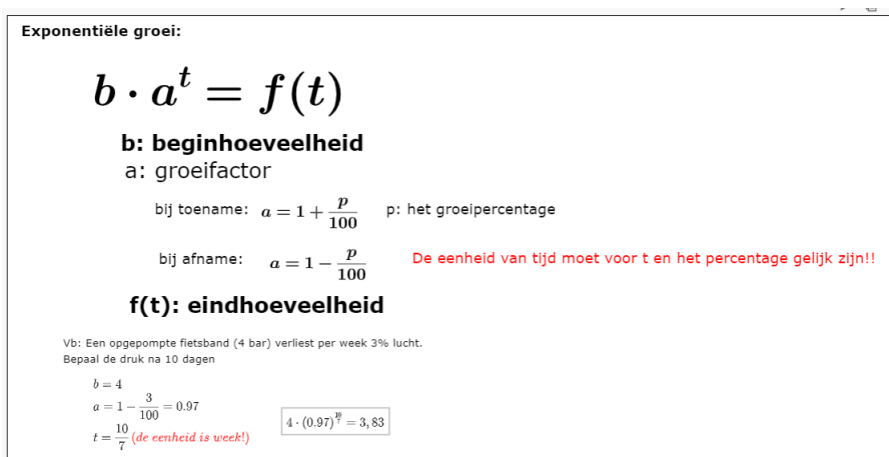 Exponentiële groei:
b · a^t = f(t)
b: beginhoeveelheid
a: groeifactor
bij toename: a = 1 + p/100 p: het groeipercentage
bij afname: a = 1 − p/100 De eenheid van tijd moet voor t en het percentage gelijk zijn!!
f(t): eindhoeveelheid
Vb: Een opgepompte fietsband (4 bar) verliest per week 3% lucht.
Bepaal de druk na 10 dagen
b = 4
a = 1 − 3/100 = 0.97
t = 10/7 (de eenheid is week!)
4 · (0.97)^(10/7) = 3,83